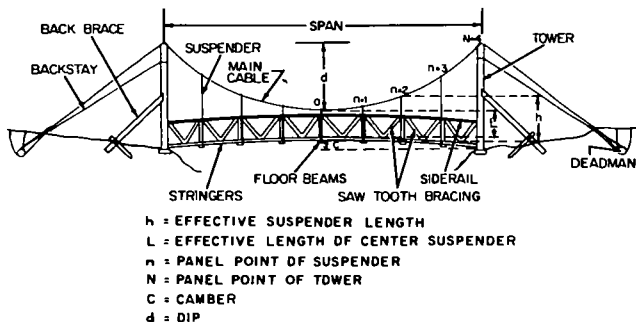 SPAN
BACK BRACE
BACKSTAY
SUSPENDER
MAIN
CABLE
d
N=4
TOWER
n=3
n=2
n=1
0
h
L
C
STRINGERS
FLOOR BEAMS
SAW TOOTH BRACING
SIDERAIL
DEADMAN
h = EFFECTIVE SUSPENDER LENGTH
L = EFFECTIVE LENGTH OF CENTER SUSPENDER
n = PANEL POINT OF SUSPENDER
N = PANEL POINT OF TOWER
C = CAMBER
d = DIP